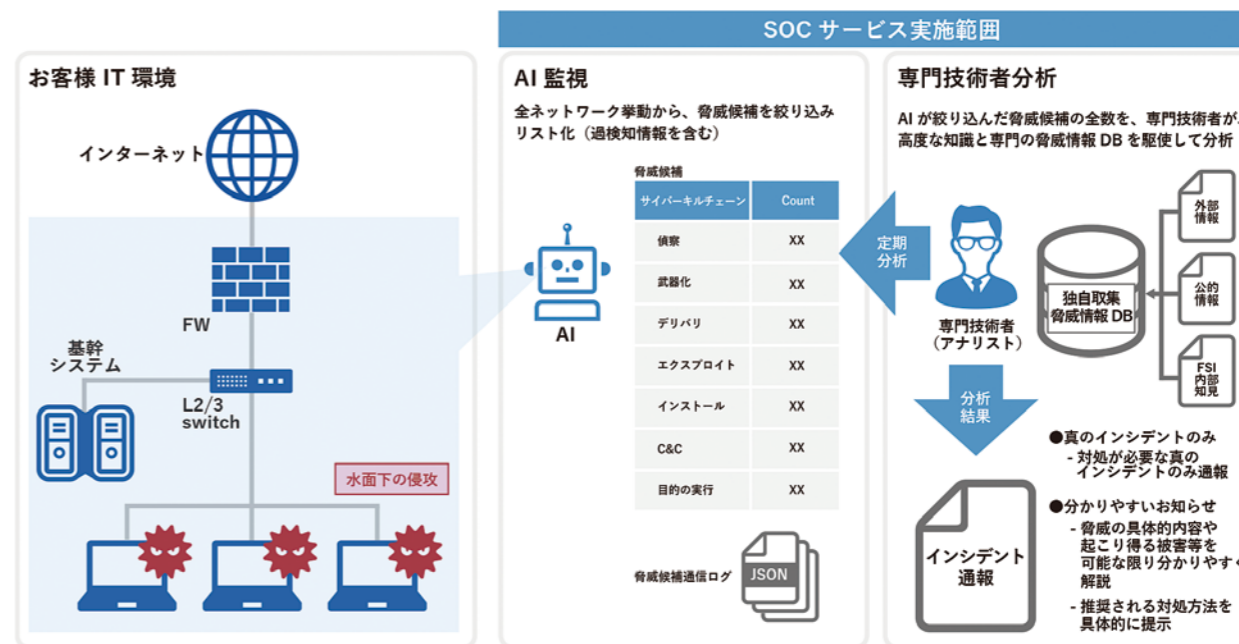 SOC サービス実施範囲
お客様 IT 環境
インターネット
FW
基幹
システム
L2/3
switch
水面下の侵攻
AI 監視
全ネットワーク挙動から、脅威候補を絞り込み
リスト化（過検知情報を含む）
脅威候補
サイバーキルチェーン Count
偵察 XX
武器化 XX
デリバリ XX
エクスプロイト XX
インストール XX
C&C XX
目的の実行 XX
AI
脅威候補通信ログ
JSON
専門技術者分析
AI が絞り込んだ脅威候補の全数を、専門技術者が
高度な知識と専門の脅威情報 DB を駆使して分析
定期
分析
専門技術者
（アナリスト）
独自取集
脅威情報 DB
外部
情報
公的
情報
FSI
内部
知見
分析
結果
インシデント
通報
●真のインシデントのみ
- 対処が必要な真の
インシデントのみ通報
●分かりやすいお知らせ
- 脅威の具体的内容や
起こり得る被害等を
可能な限り分かりやすく
解説
- 推奨される対処方法を
具体的に提示